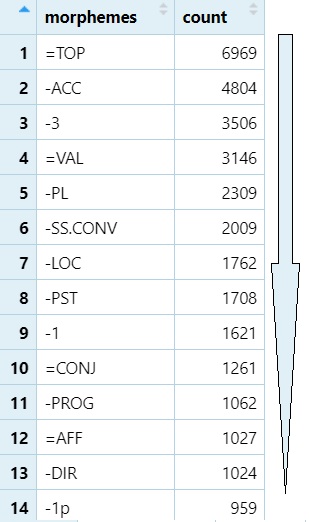 morphemes count
1 =TOP 6969
2 -ACC 4804
3 -3 3506
4 =VAL 3146
5 -PL 2309
6 -SS.CONV 2009
7 -LOC 1762
8 -PST 1708
9 -1 1621
10 =CONJ 1261
11 -PROG 1062
12 =AFF 1027
13 -DIR 1024
14 -1p 959